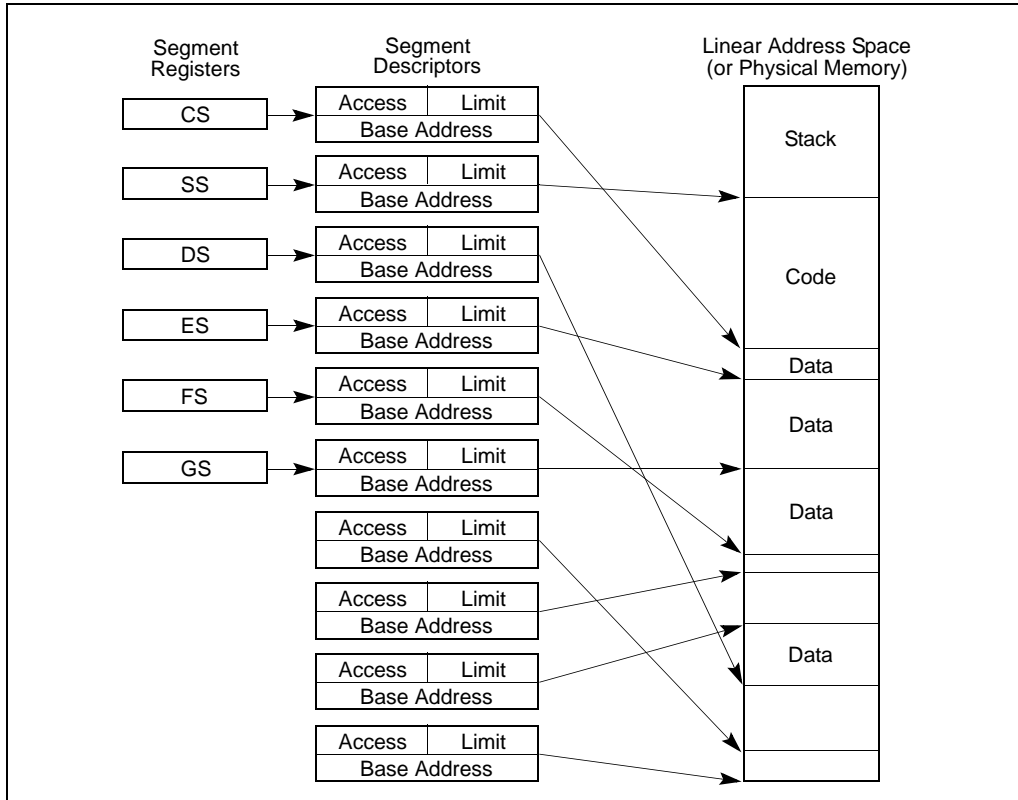 Segment
Registers
Segment
Descriptors
Linear Address Space
(or Physical Memory)
CS
Access Limit
Base Address
Stack
SS
Access Limit
Base Address
DS
Access Limit
Base Address
Code
ES
Access Limit
Base Address
Data
FS
Access Limit
Base Address
Data
GS
Access Limit
Base Address
Data
Access Limit
Base Address
Access Limit
Base Address
Access Limit
Base Address
Data
Access Limit
Base Address